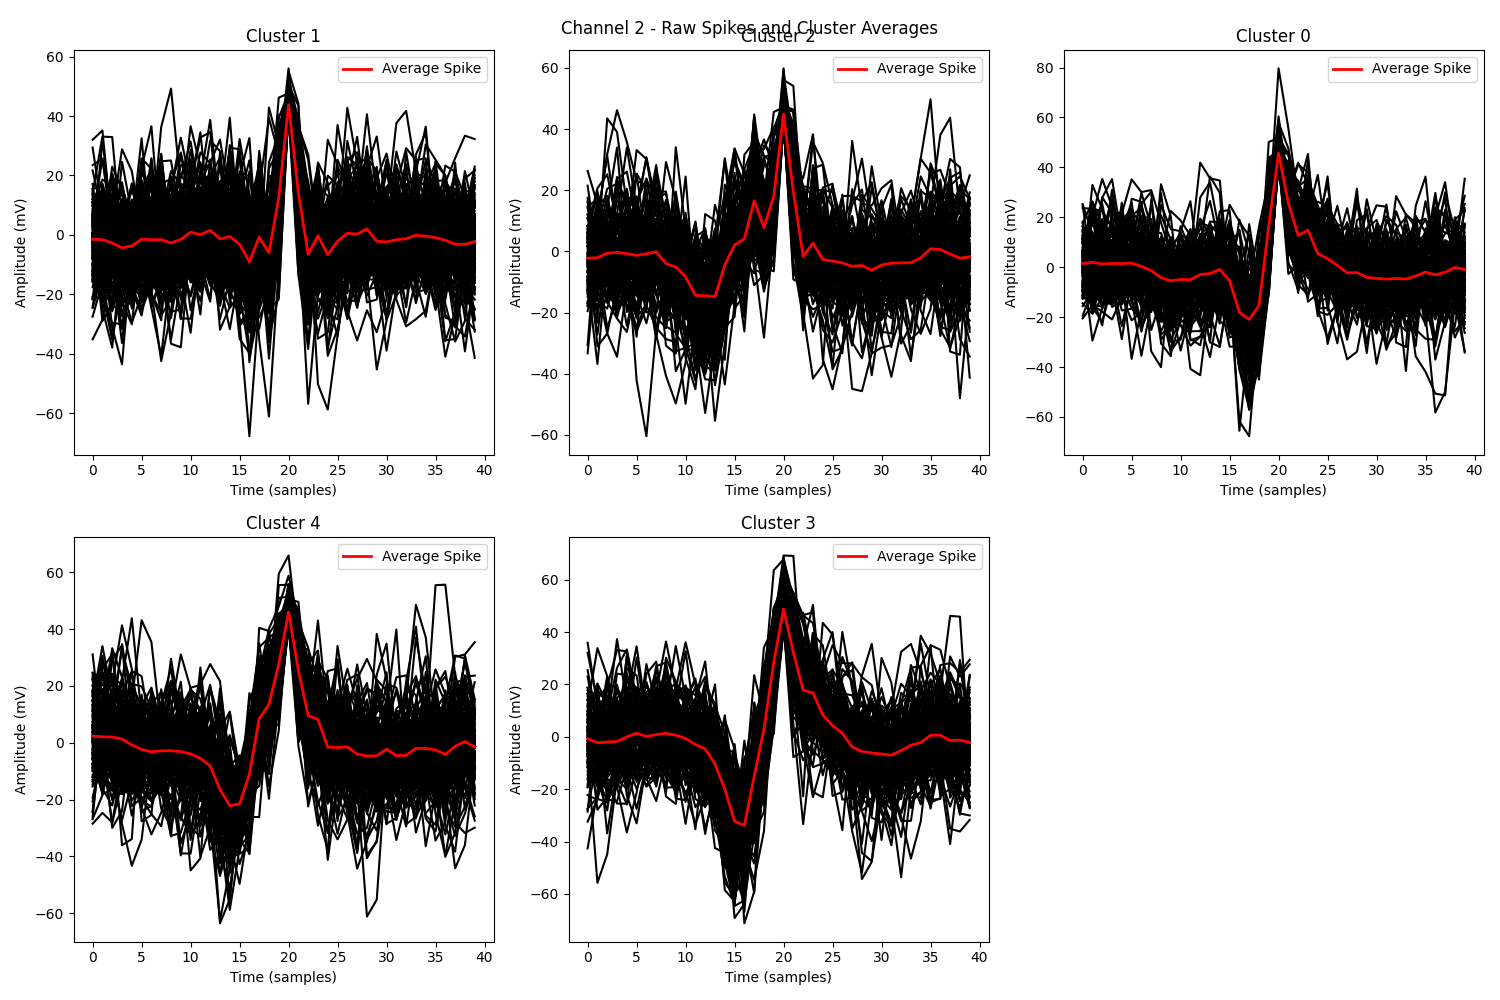 Channel 2 - Raw Spikes and Cluster Averages
Cluster 1
Average Spike
Amplitude (mV)
60
40
20
0
−20
−40
−60
0 5 10 15 20 25 30 35 40
Time (samples)
Cluster 2
Average Spike
Amplitude (mV)
60
40
20
0
−20
−40
−60
0 5 10 15 20 25 30 35 40
Time (samples)
Cluster 0
Average Spike
Amplitude (mV)
80
60
40
20
0
−20
−40
−60
0 5 10 15 20 25 30 35 40
Time (samples)
Cluster 4
Average Spike
Amplitude (mV)
60
40
20
0
−20
−40
−60
0 5 10 15 20 25 30 35 40
Time (samples)
Cluster 3
Average Spike
Amplitude (mV)
60
40
20
0
−20
−40
−60
0 5 10 15 20 25 30 35 40
Time (samples)